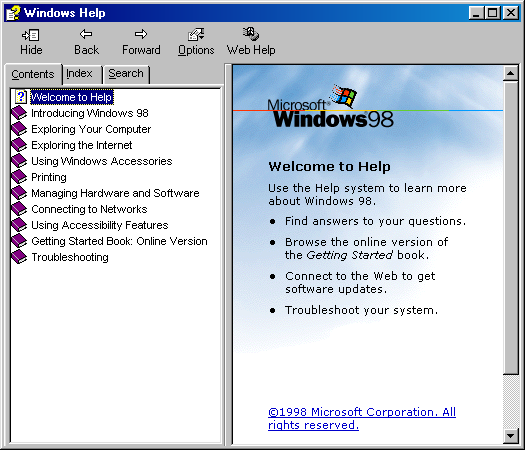 Windows Help
Hide Back Forward Options Web Help
Contents Index Search
Welcome to Help
Introducing Windows 98
Exploring Your Computer
Exploring the Internet
Using Windows Accessories
Printing
Managing Hardware and Software
Connecting to Networks
Using Accessibility Features
Getting Started Book: Online Version
Troubleshooting
Microsoft®
Windows98
Welcome to Help
Use the Help system to learn more
about Windows 98.
• Find answers to your questions.
• Browse the online version of
the Getting Started book.
• Connect to the Web to get
software updates.
• Troubleshoot your system.
©1998 Microsoft Corporation. All
rights reserved.